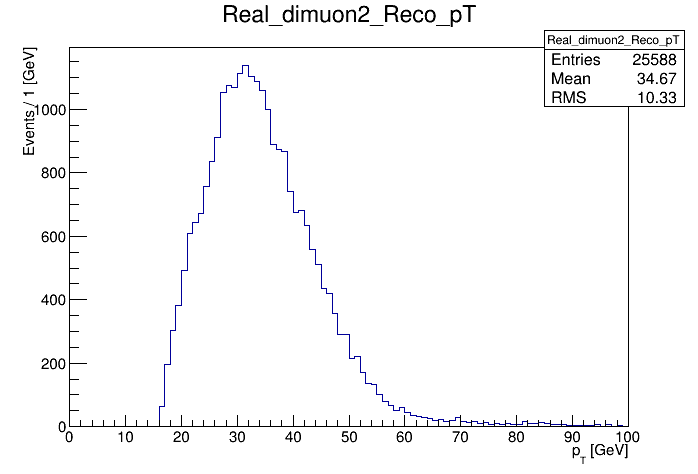 Real_dimuon2_Reco_pT
Real_dimuon2_Reco_pT
Entries 25588
Mean 34.67
RMS 10.33
Events / 1 [GeV]
1000
800
600
400
200
0
0 10 20 30 40 50 60 70 80 90 100
p_T [GeV]